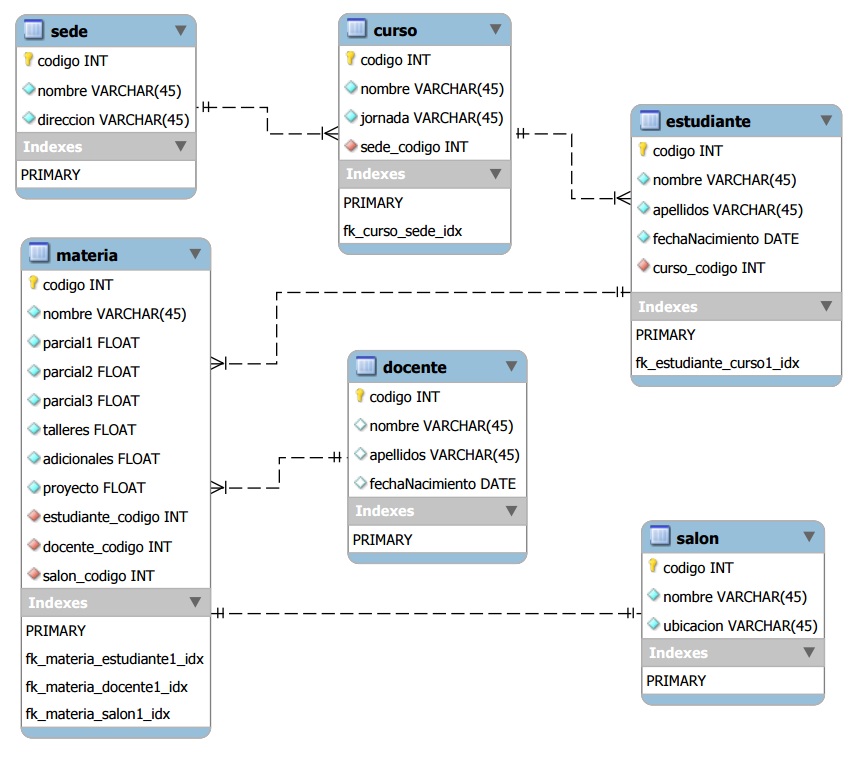 sede
codigo INT
nombre VARCHAR(45)
direccion VARCHAR(45)
Indexes
PRIMARY
curso
codigo INT
nombre VARCHAR(45)
jornada VARCHAR(45)
sede_codigo INT
Indexes
PRIMARY
fk_curso_sede_idx
estudiante
codigo INT
nombre VARCHAR(45)
apellidos VARCHAR(45)
fechaNacimiento DATE
curso_codigo INT
Indexes
PRIMARY
fk_estudiante_curso1_idx
materia
codigo INT
nombre VARCHAR(45)
parcial1 FLOAT
parcial2 FLOAT
parcial3 FLOAT
talleres FLOAT
adicionales FLOAT
proyecto FLOAT
estudiante_codigo INT
docente_codigo INT
salon_codigo INT
Indexes
PRIMARY
fk_materia_estudiante1_idx
fk_materia_docente1_idx
fk_materia_salon1_idx
docente
codigo INT
nombre VARCHAR(45)
apellidos VARCHAR(45)
fechaNacimiento DATE
Indexes
PRIMARY
salon
codigo INT
nombre VARCHAR(45)
ubicacion VARCHAR(45)
Indexes
PRIMARY